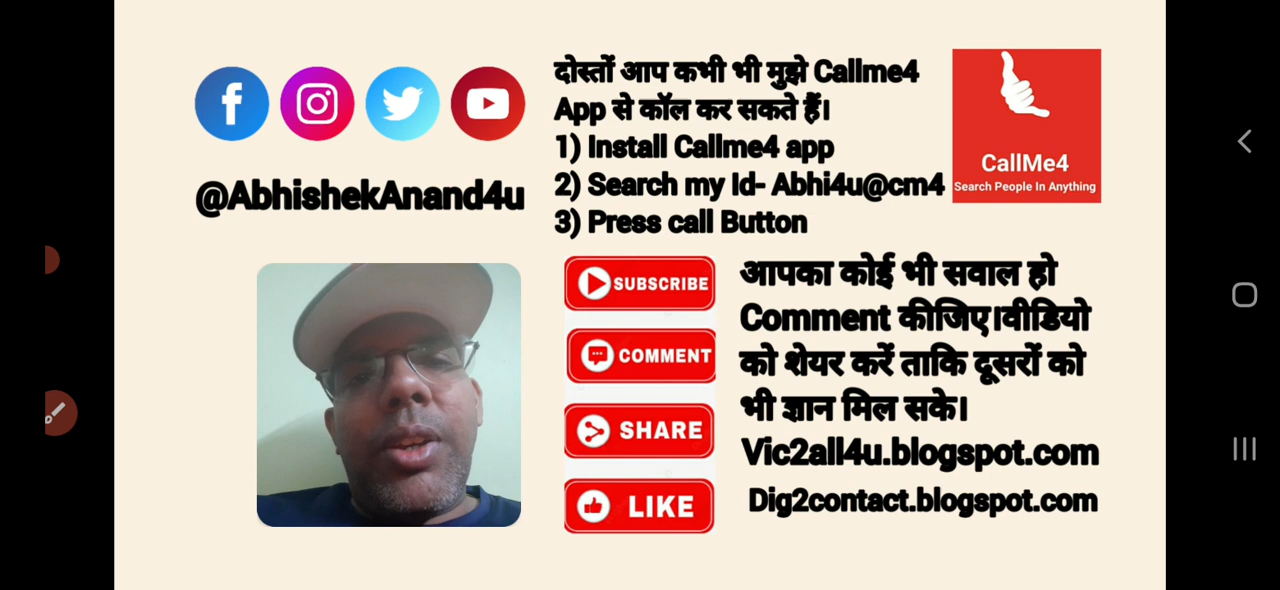 @AbhishekAnand4u
दोस्तों आप कभी भी मुझे Callme4
App से कॉल कर सकते हैं।
1) Install Callme4 app
2) Search my Id- Abhi4u@cm4
3) Press call Button
CallMe4
Search People In Anything
SUBSCRIBE
COMMENT
SHARE
LIKE
आपका कोई भी सवाल हो
Comment कीजिए।वीडियो
को शेयर करें ताकि दूसरों को
भी ज्ञान मिल सके।
Vic2all4u.blogspot.com
Dig2contact.blogspot.com